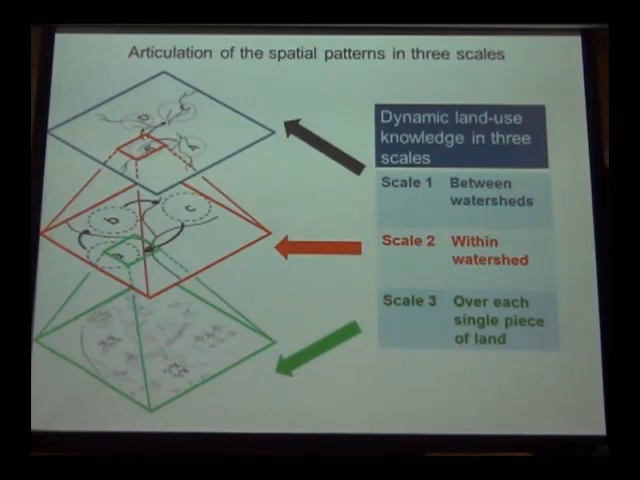 Articulation of the spatial patterns in three scales
Dynamic land-use
knowledge in three
scales
Scale 1 Between
watersheds
Scale 2 Within
watershed
Scale 3 Over each
single piece
of land
D
C